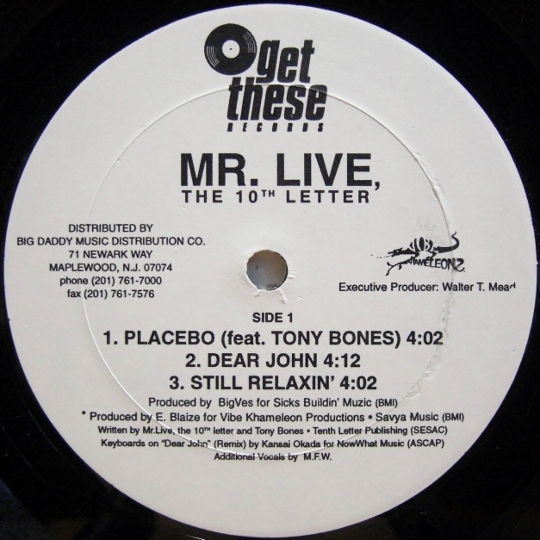 get
these
RECORDS
MR. LIVE,
THE 10TH LETTER
DISTRIBUTED BY
BIG DADDY MUSIC DISTRIBUTION CO.
71 NEWARK WAY
MAPLEWOOD, N.J. 07074
phone (201) 761-7000
fax (201) 761-7576
Executive Producer: Walter T. Mead
SIDE 1
1. PLACEBO (feat. TONY BONES) 4:02
2. DEAR JOHN 4:12
3. STILL RELAXIN' 4:02
Produced by BigVes for Sicks Buildin' Muzic (BMI)
* Produced by E. Blaize for Vibe Khameleon Productions • Savya Music (BMI)
Written by Mr.Live, the 10TH letter and Tony Bones • Tenth Letter Publishing (SESAC)
Keyboards on "Dear John" (Remix) by Kansai Okada for NowWhat Music (ASCAP)
Additional Vocals by M.F.W.